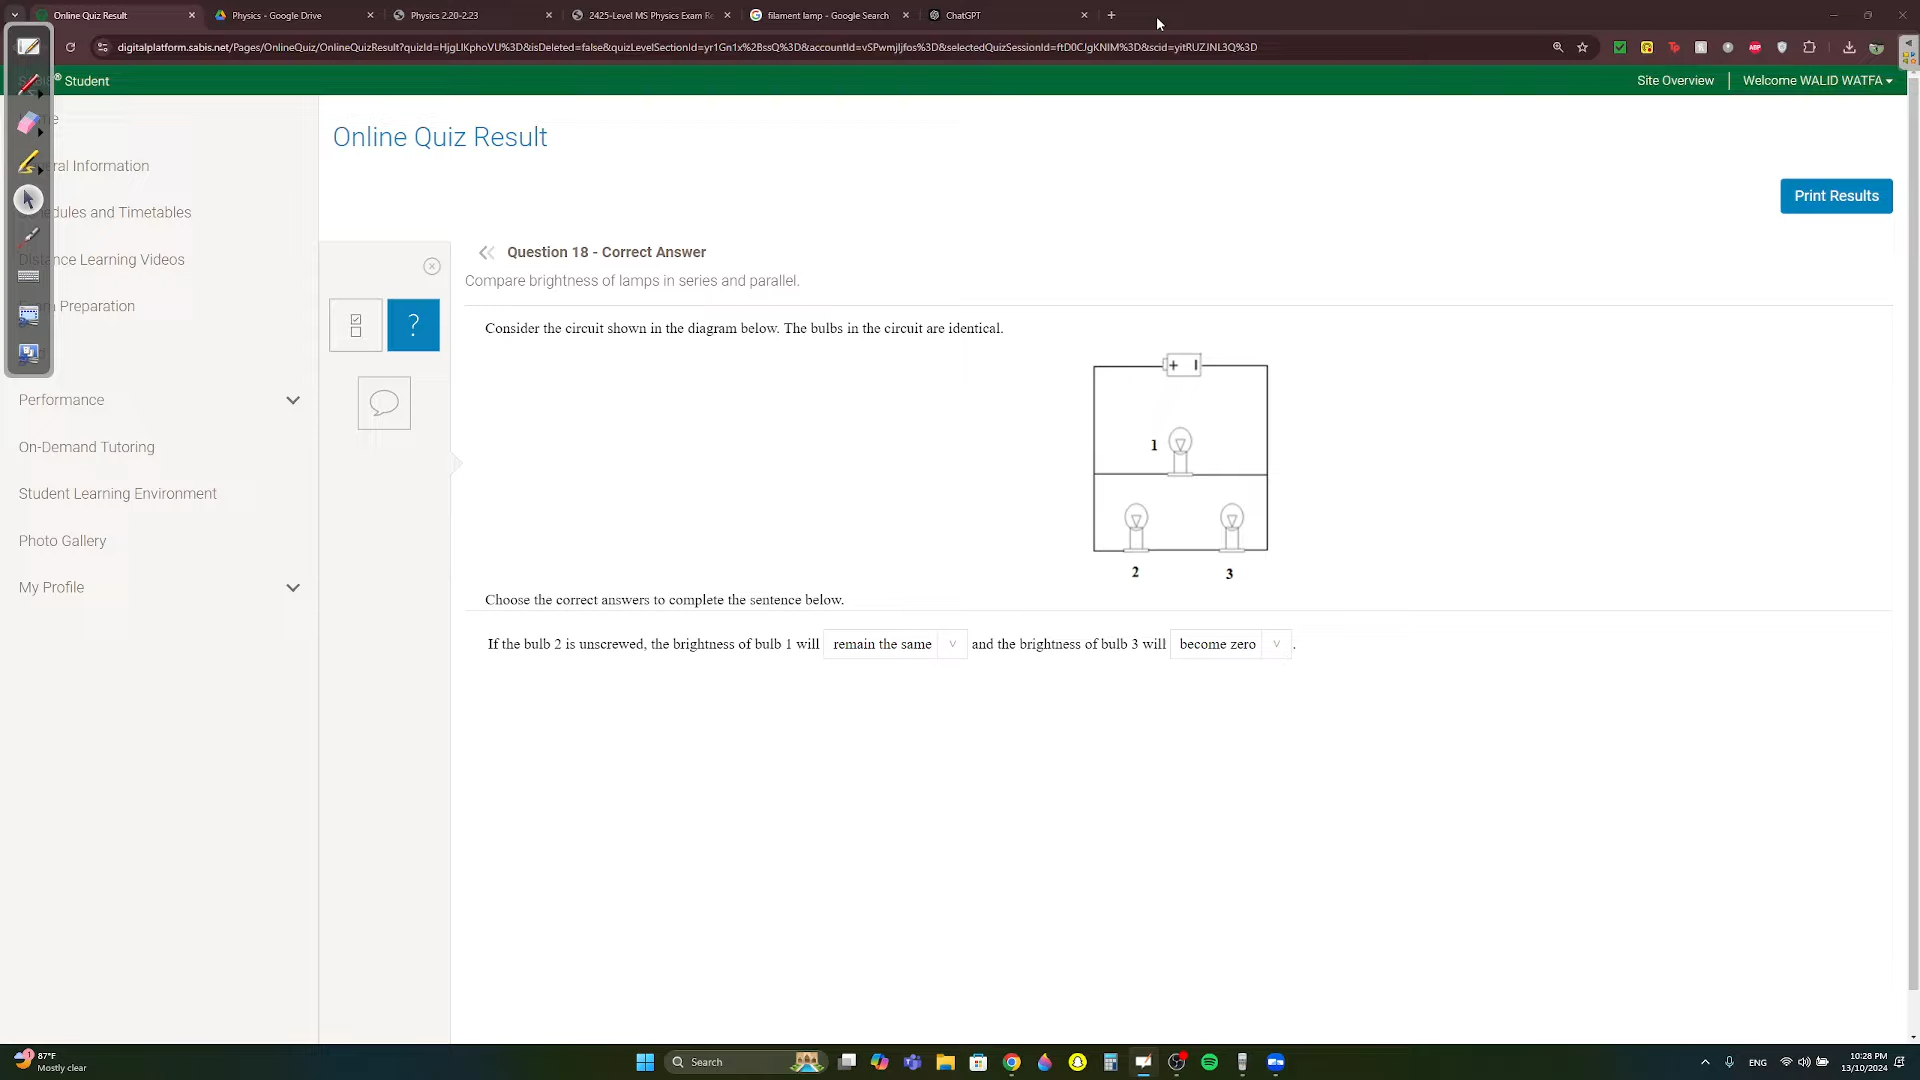 Online Quiz Result
Physics - Google Drive
Physics 2.20-2.23
2425-Level MS Physics Exam Re
filament lamp - Google Search
ChatGPT
digitalplatform.sabis.net/Pages/OnlineQuiz/OnlineQuizResult?quizId=HjgLlKphoVU%3D&isDeleted=false&quizLevelSectionId=yr1Gn1x%2BssQ%3D&accountId=vSPwmjIjfos%3D&selectedQuizSessionId=ftD0CJgKNIM%3D&scid=yitRUZJNL3Q%3D
® Student
Site Overview
Welcome WALID WATFA
General Information
Schedules and Timetables
Distance Learning Videos
Exam Preparation
Performance
On-Demand Tutoring
Student Learning Environment
Photo Gallery
My Profile
Online Quiz Result
Print Results
Question 18 - Correct Answer
Compare brightness of lamps in series and parallel.
?
Consider the circuit shown in the diagram below. The bulbs in the circuit are identical.
1
2
3
Choose the correct answers to complete the sentence below.
If the bulb 2 is unscrewed, the brightness of bulb 1 will remain the same and the brightness of bulb 3 will become zero .
87°F
Mostly clear
Search
ENG
10:28 PM
13/10/2024